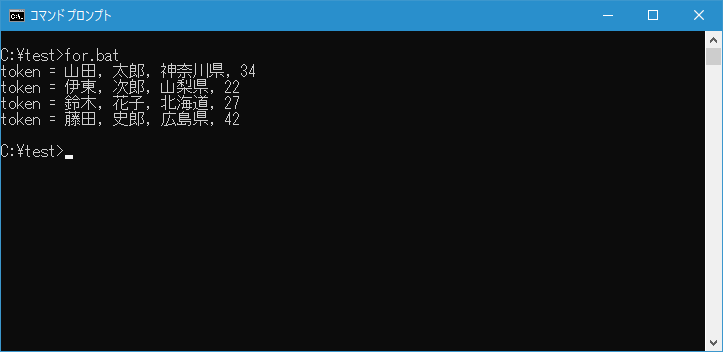 コマンドプロンプト
C:¥test>for.bat
token = 山田, 太郎, 神奈川県, 34
token = 伊東, 次郎, 山梨県, 22
token = 鈴木, 花子, 北海道, 27
token = 藤田, 史郎, 広島県, 42
C:¥test>